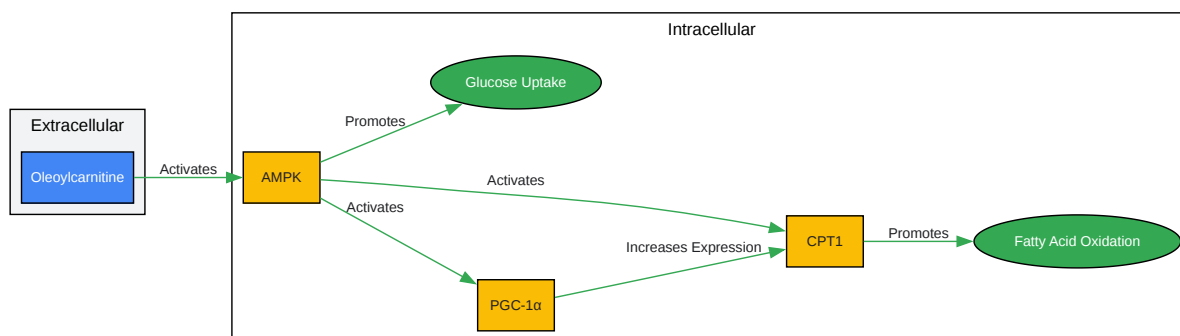 Intracellular
Glucose Uptake
Extracellular
Promotes
Oleoylcarnitine
Activates
AMPK
Activates
Activates
CPT1
Promotes
Fatty Acid Oxidation
Increases Expression
PGC-1α